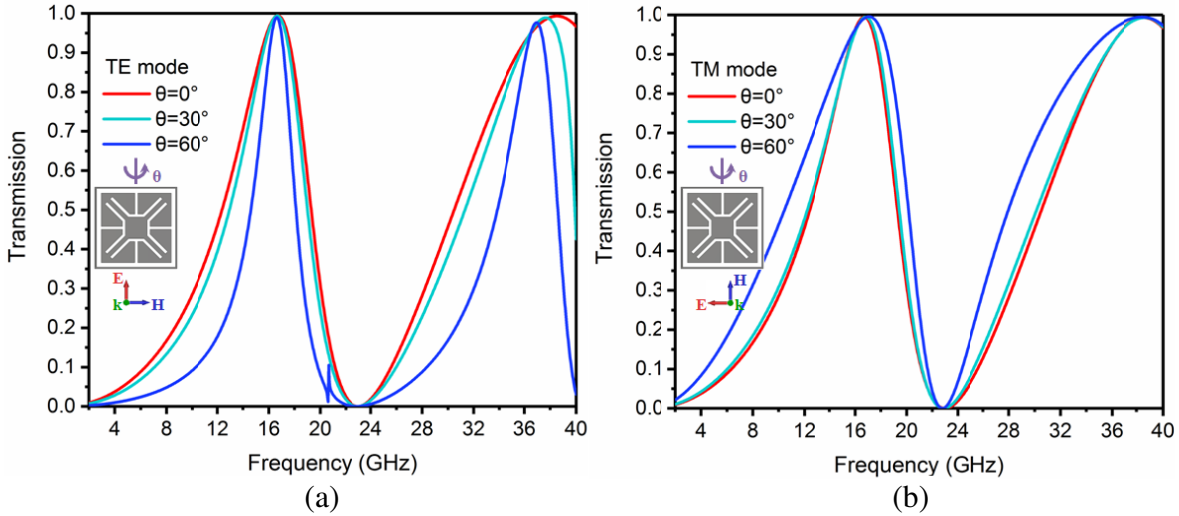 1.0
0.9
0.8
0.7
0.6
0.5
0.4
0.3
0.2
0.1
0.0
Transmission
TE mode
θ=0°
θ=30°
θ=60°
θ
E
k H
4 8 12 16 20 24 28 32 36 40
Frequency (GHz)
(a)
1.0
0.9
0.8
0.7
0.6
0.5
0.4
0.3
0.2
0.1
0.0
Transmission
TM mode
θ=0°
θ=30°
θ=60°
θ
H
E k
4 8 12 16 20 24 28 32 36 40
Frequency (GHz)
(b)